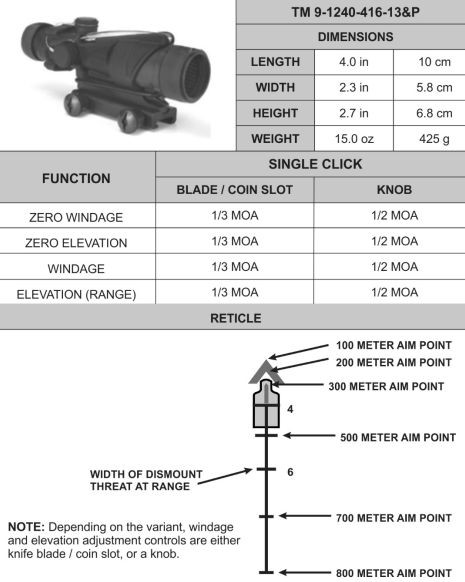 TM 9-1240-416-13&P
DIMENSIONS
LENGTH 4.0 in 10 cm
WIDTH 2.3 in 5.8 cm
HEIGHT 2.7 in 6.8 cm
WEIGHT 15.0 oz 425 g
FUNCTION
SINGLE CLICK
BLADE / COIN SLOT KNOB
ZERO WINDAGE 1/3 MOA 1/2 MOA
ZERO ELEVATION 1/3 MOA 1/2 MOA
WINDAGE 1/3 MOA 1/2 MOA
ELEVATION (RANGE) 1/3 MOA 1/2 MOA
RETICLE
100 METER AIM POINT
200 METER AIM POINT
300 METER AIM POINT
4
500 METER AIM POINT
6
WIDTH OF DISMOUNT
THREAT AT RANGE
700 METER AIM POINT
NOTE: Depending on the variant, windage
and elevation adjustment controls are either
knife blade / coin slot, or a knob.
800 METER AIM POINT